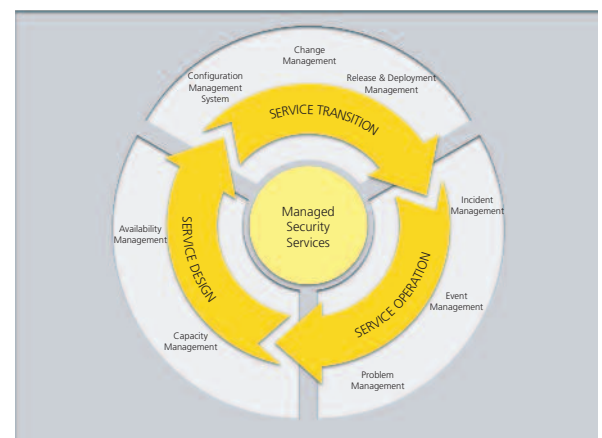 Change
Management
Configuration
Management
System
Release & Deployment
Management
SERVICE TRANSITION
Incident
Management
Event
Management
Problem
Management
SERVICE OPERATION
Capacity
Management
Availability
Management
SERVICE DESIGN
Managed
Security
Services